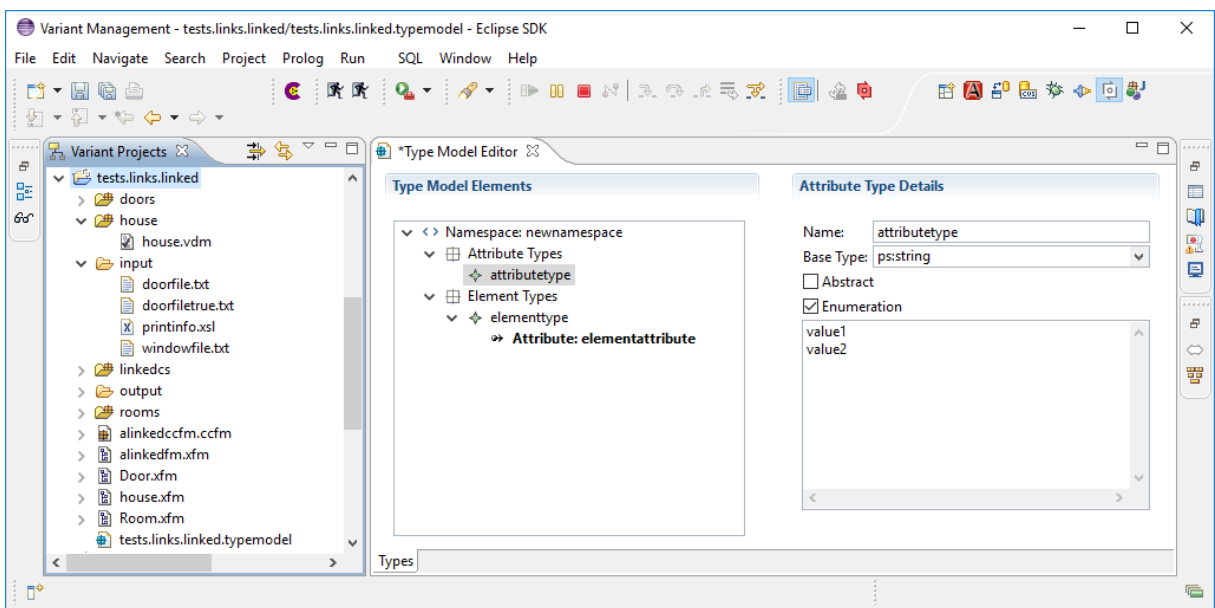 Variant Management - tests.links.linked/tests.links.linked.typemodel - Eclipse SDK
File Edit Navigate Search Project Prolog Run SQL Window Help
Variant Projects
tests.links.linked
doors
house
house.vdm
input
doorfile.txt
doorfiletrue.txt
printinfo.xsl
windowfile.txt
linkedcs
output
rooms
alinkedccfm.ccfm
alinkedfm.xfm
Door.xfm
house.xfm
Room.xfm
tests.links.linked.typemodel
*Type Model Editor
Type Model Elements
Namespace: newnamespace
Attribute Types
attributetype
Element Types
elementtype
Attribute: elementattribute
Types
Attribute Type Details
Name: attributetype
Base Type: ps:string
Abstract
Enumeration
value1
value2